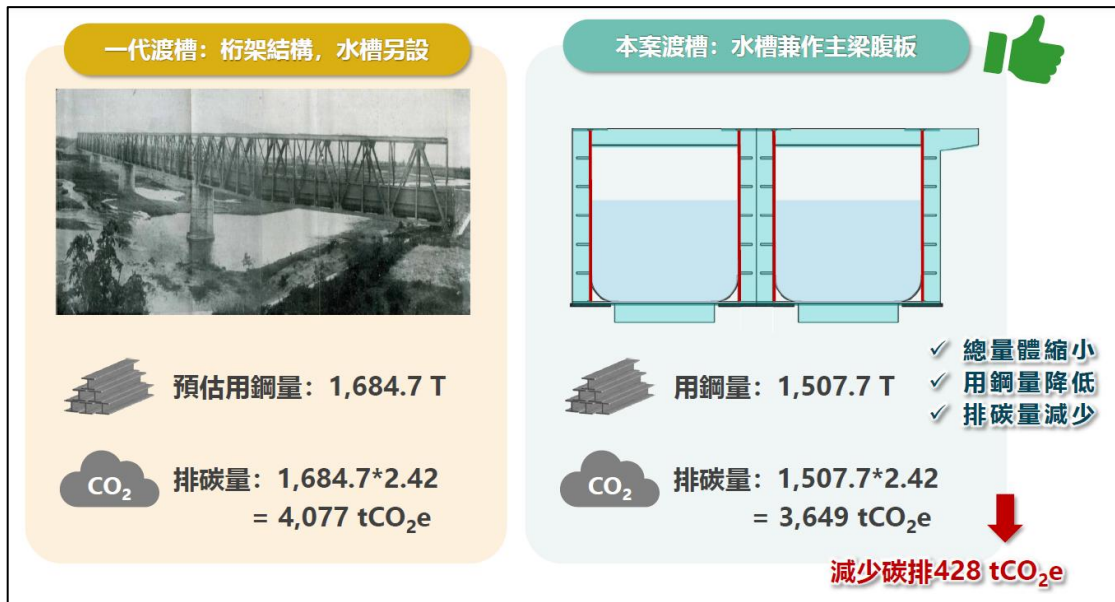 一代渡槽：桁架結構，水槽另設
預估用鋼量：1,684.7 T
CO₂
排碳量：1,684.7*2.42
= 4,077 tCO₂e
本案渡槽：水槽兼作主梁腹板
用鋼量：1,507.7 T
CO₂
排碳量：1,507.7*2.42
= 3,649 tCO₂e
✓ 總量體縮小
✓ 用鋼量降低
✓ 排碳量減少
減少碳排428 tCO₂e